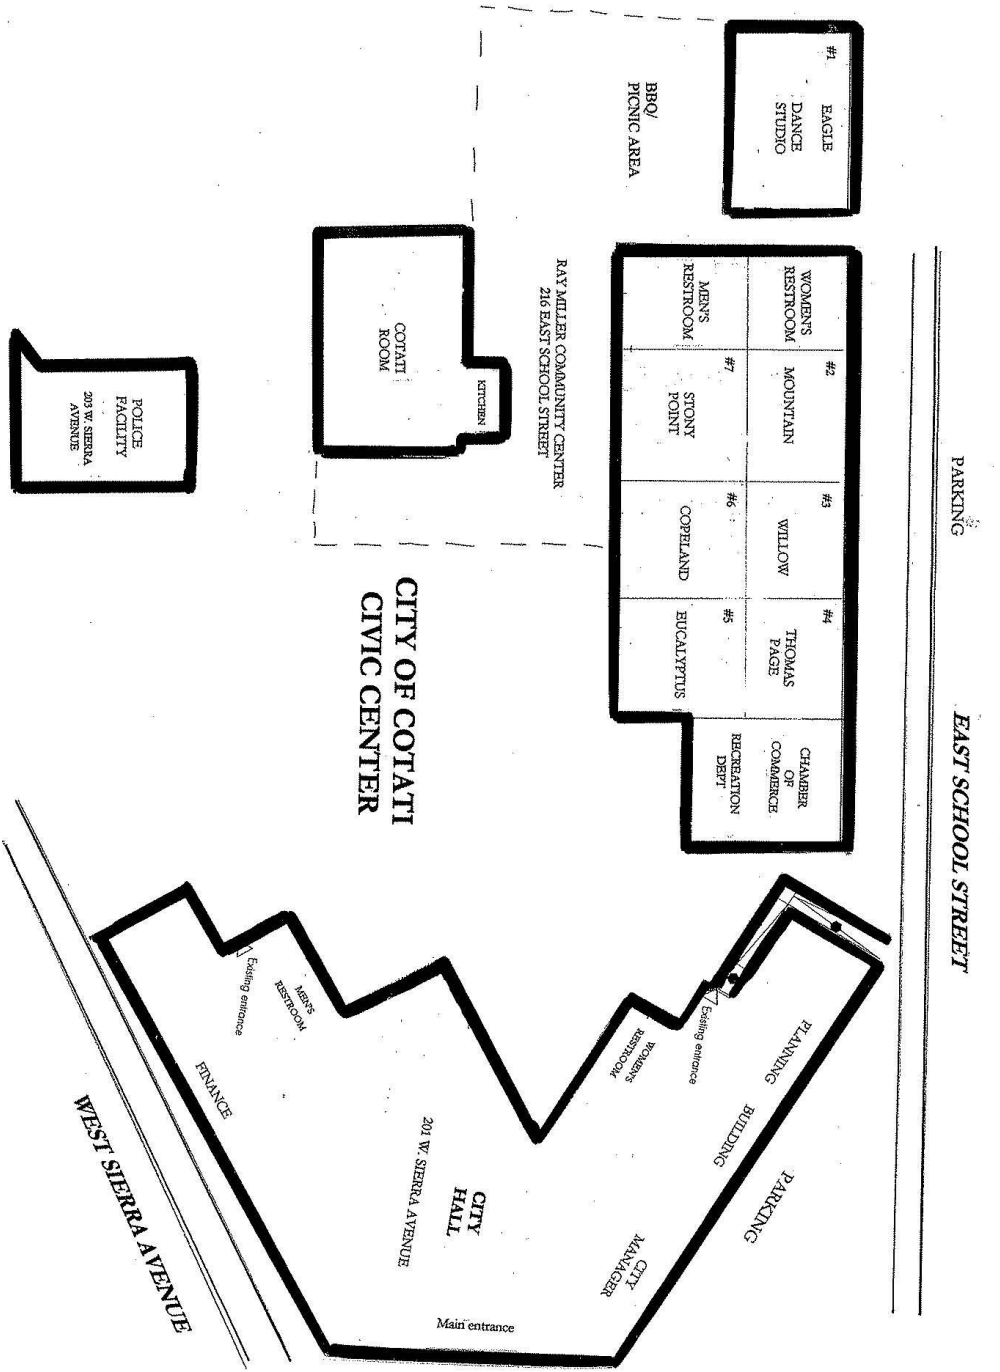 PARKING
EAST SCHOOL STREET
#1
EAGLE
DANCE
STUDIO
BBQ/
PICNIC AREA
WOMEN'S
RESTROOM
#2
MOUNTAIN
#3
WILLOW
#4
THOMAS
PAGE
CHAMBER
OF
COMMERCE
MEN'S
RESTROOM
#7
STONY
POINT
#6
COPELAND
#5
EUCALYPTUS
RECREATION
DEPT
RAY MILLER COMMUNITY CENTER
216 EAST SCHOOL STREET
KITCHEN
COTATI
ROOM
CITY OF COTATI
CIVIC CENTER
POLICE
FACILITY
203 W. SIERRA
AVENUE
PLANNING
BUILDING
PARKING
Existing entrance
WOMEN'S
RESTROOM
CITY
MANAGER
CITY
HALL
201 W. SIERRA AVENUE
Main entrance
Existing entrance
MEN'S
RESTROOM
FINANCE
WEST SIERRA AVENUE